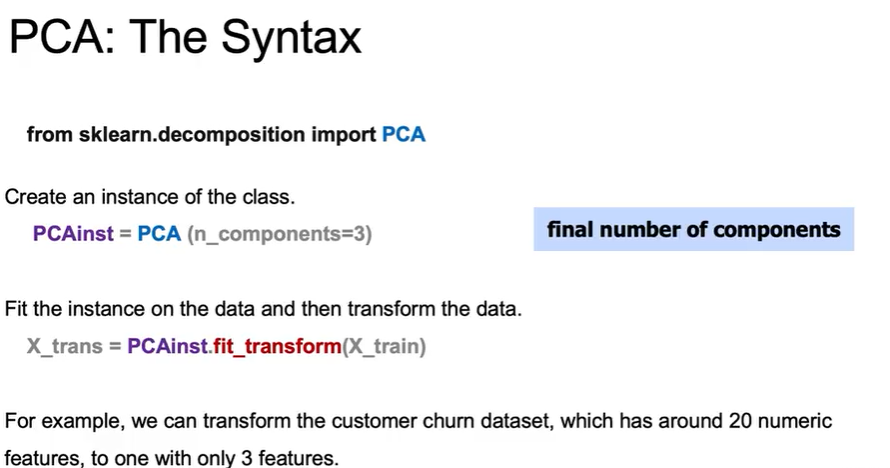 PCA: The Syntax
from sklearn.decomposition import PCA
Create an instance of the class.
PCAinst = PCA (n_components=3)
final number of components
Fit the instance on the data and then transform the data.
X_trans = PCAinst.fit_transform(X_train)
For example, we can transform the customer churn dataset, which has around 20 numeric
features, to one with only 3 features.